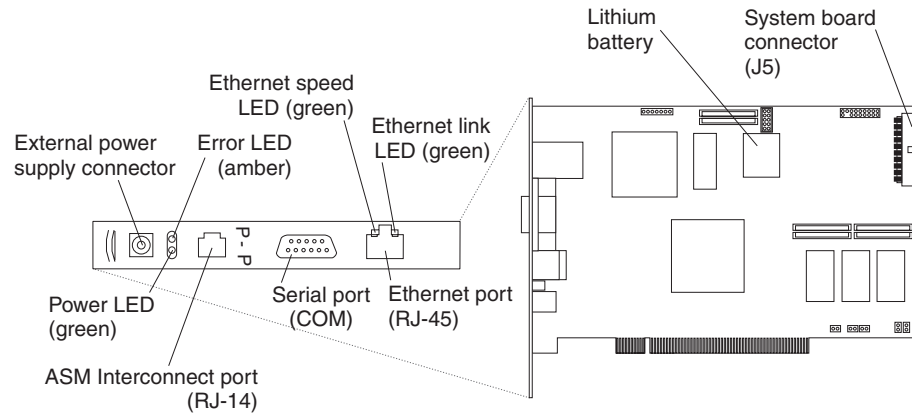 Lithium
battery
System board
connector
(J5)
Ethernet speed
LED (green)
Ethernet link
LED (green)
External power
supply connector
Error LED
(amber)
P - P
Power LED
(green)
Serial port
(COM)
Ethernet port
(RJ-45)
ASM Interconnect port
(RJ-14)